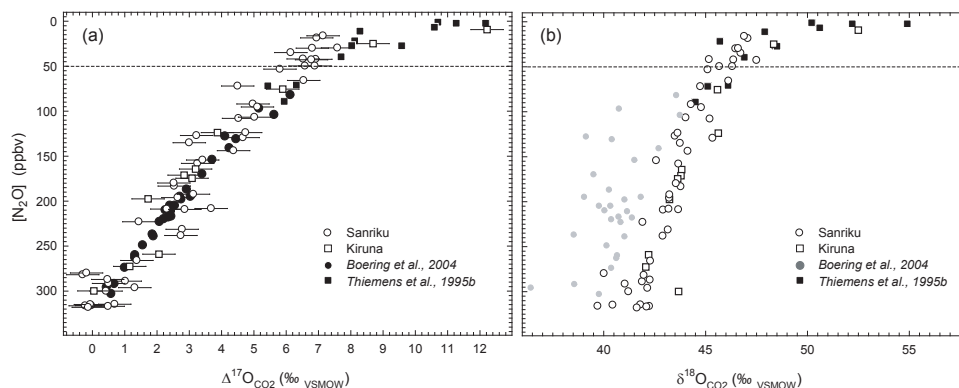 (a)
(b)
[N₂O] (ppbv)
0
50
100
150
200
250
300
Sanriku
Kiruna
Boering et al., 2004
Thiemens et al., 1995b
Sanriku
Kiruna
Boering et al., 2004
Thiemens et al., 1995b
0 1 2 3 4 5 6 7 8 9 10 11 12
40 45 50 55
Δ¹⁷O_CO2 (‰ VSMOW)
δ¹⁸O_CO2 (‰ VSMOW)